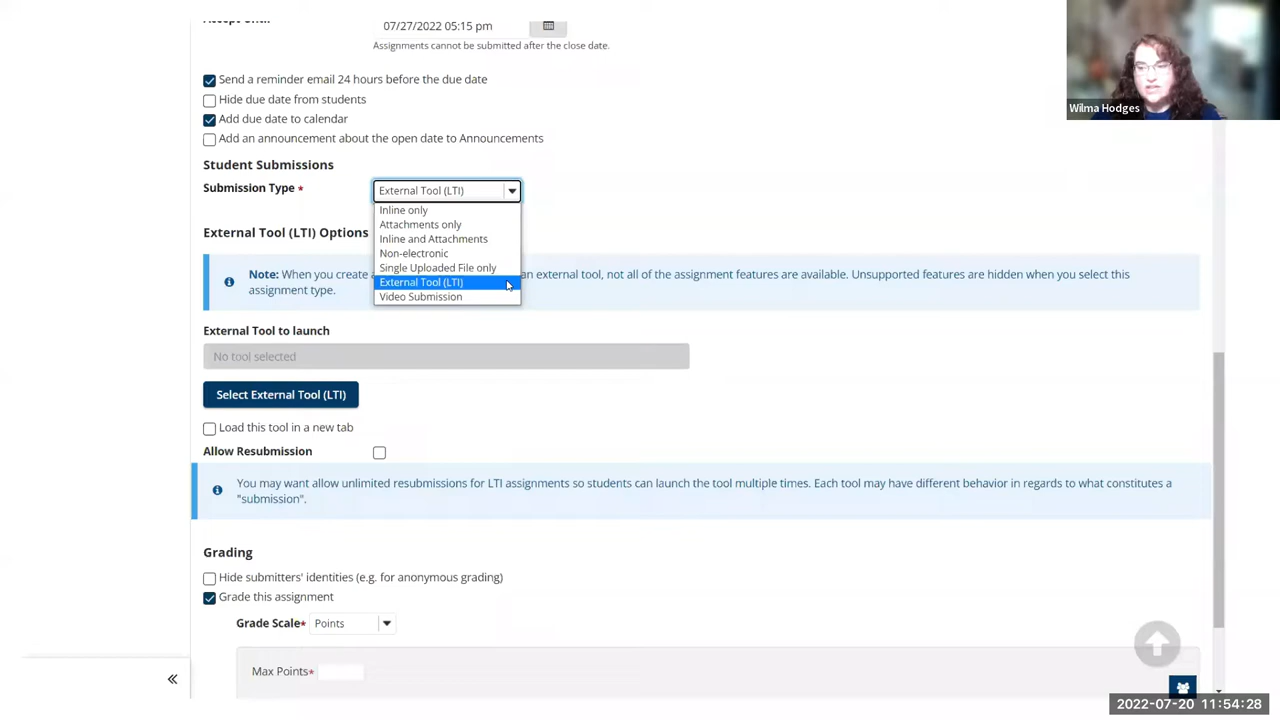 Accept Until
07/27/2022 05:15 pm
Assignments cannot be submitted after the close date.
Wilma Hodges
Send a reminder email 24 hours before the due date
Hide due date from students
Add due date to calendar
Add an announcement about the open date to Announcements
Student Submissions
Submission Type *
External Tool (LTI)
Inline only
Attachments only
Inline and Attachments
Non-electronic
Single Uploaded File only
External Tool (LTI)
Video Submission
External Tool (LTI) Options
Note: When you create a an external tool, not all of the assignment features are available. Unsupported features are hidden when you select this
assignment type.
External Tool to launch
No tool selected
Select External Tool (LTI)
Load this tool in a new tab
Allow Resubmission
You may want allow unlimited resubmissions for LTI assignments so students can launch the tool multiple times. Each tool may have different behavior in regards to what constitutes a
"submission".
Grading
Hide submitters' identities (e.g. for anonymous grading)
Grade this assignment
Grade Scale* Points
Max Points*
2022-07-20 11:54:28